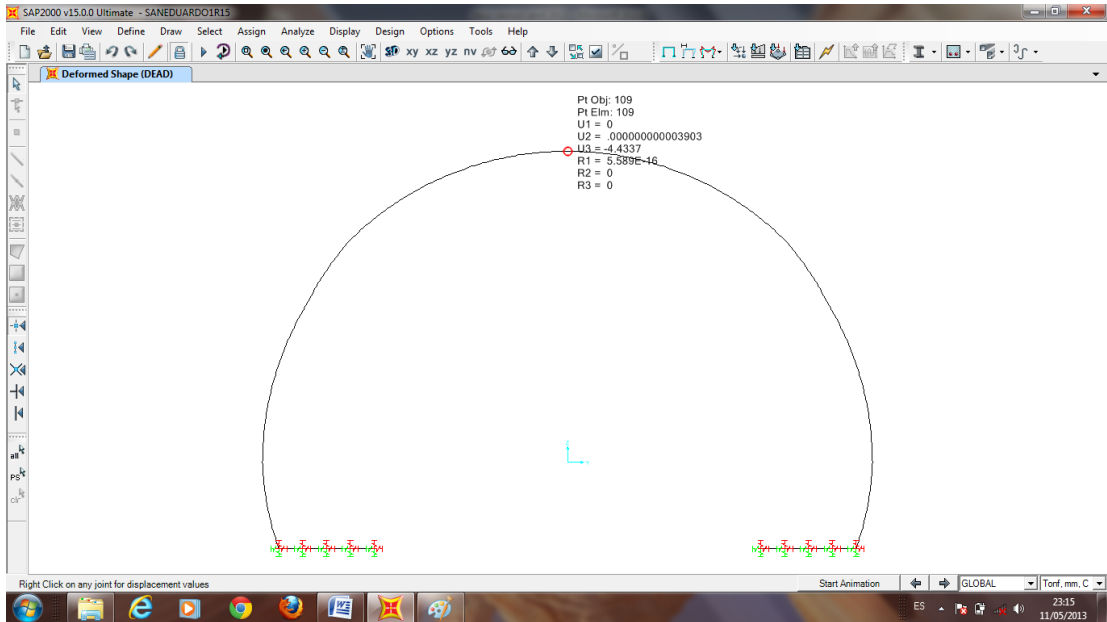 SAP2000 v15.0.0 Ultimate - SANEDUARDO1R15
File Edit View Define Draw Select Assign Analyze Display Design Options Tools Help
xy xz yz nv
Deformed Shape (DEAD)
Pt Obj: 109
Pt Elm: 109
U1 = 0
U2 = .000000000003903
U3 = -4.4337
R1 = 5.589E-16
R2 = 0
R3 = 0
all
PS
clr
Right Click on any joint for displacement values
Start Animation
GLOBAL
Tonf, mm, C
ES
23:15
11/05/2013